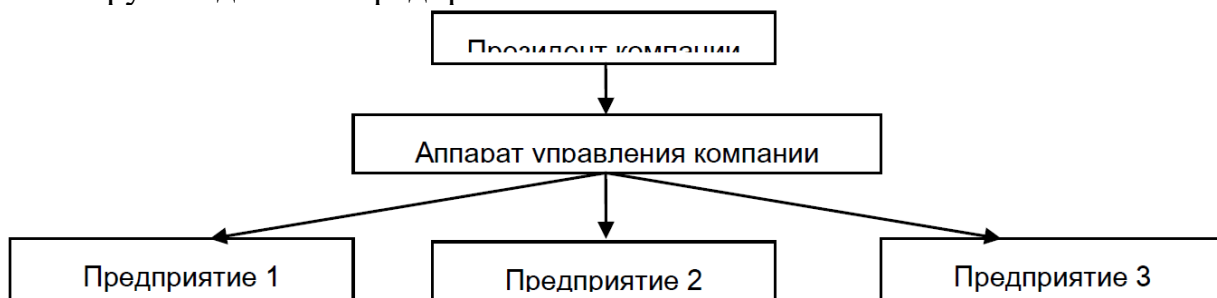 Президент компании
Аппарат управления компании
Предприятие 1
Предприятие 2
Предприятие 3